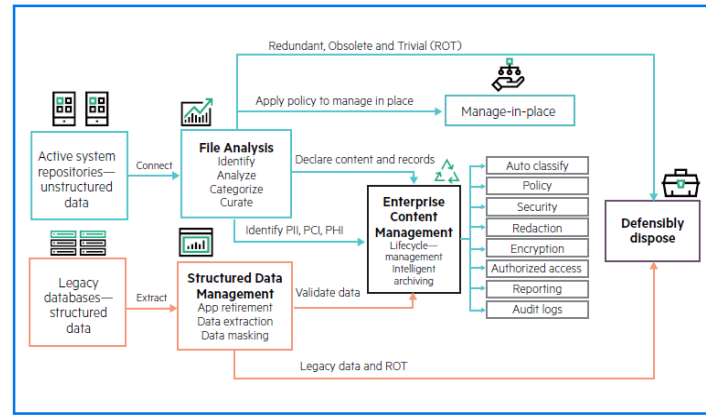 Redundant, Obsolete and Trivial (ROT)
Apply policy to manage in place
Manage-in-place
Active system
repositories—
unstructured
data
Connect
File Analysis
Identify
Analyze
Categorize
Curate
Declare content and records
Identify PII, PCI, PHI
Enterprise
Content
Management
Lifecycle—
management
Intelligent
archiving
Auto classify
Policy
Security
Redaction
Encryption
Authorized access
Reporting
Audit logs
Defensibly
dispose
Legacy
databases—
structured
data
Extract
Structured Data
Management
App retirement
Data extraction
Data masking
Validate data
Legacy data and ROT